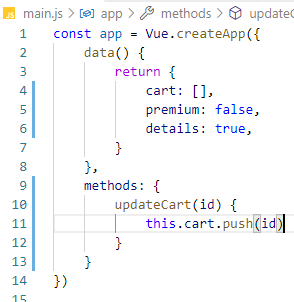 JS main.js > app > methods > updateC
1 const app = Vue.createApp({
2     data() {
3         return {
4             cart: [],
5             premium: false,
6             details: true,
7         }
8     },
9     methods: {
10         updateCart(id) {
11             this.cart.push(id)
12         }
13     }
14 })